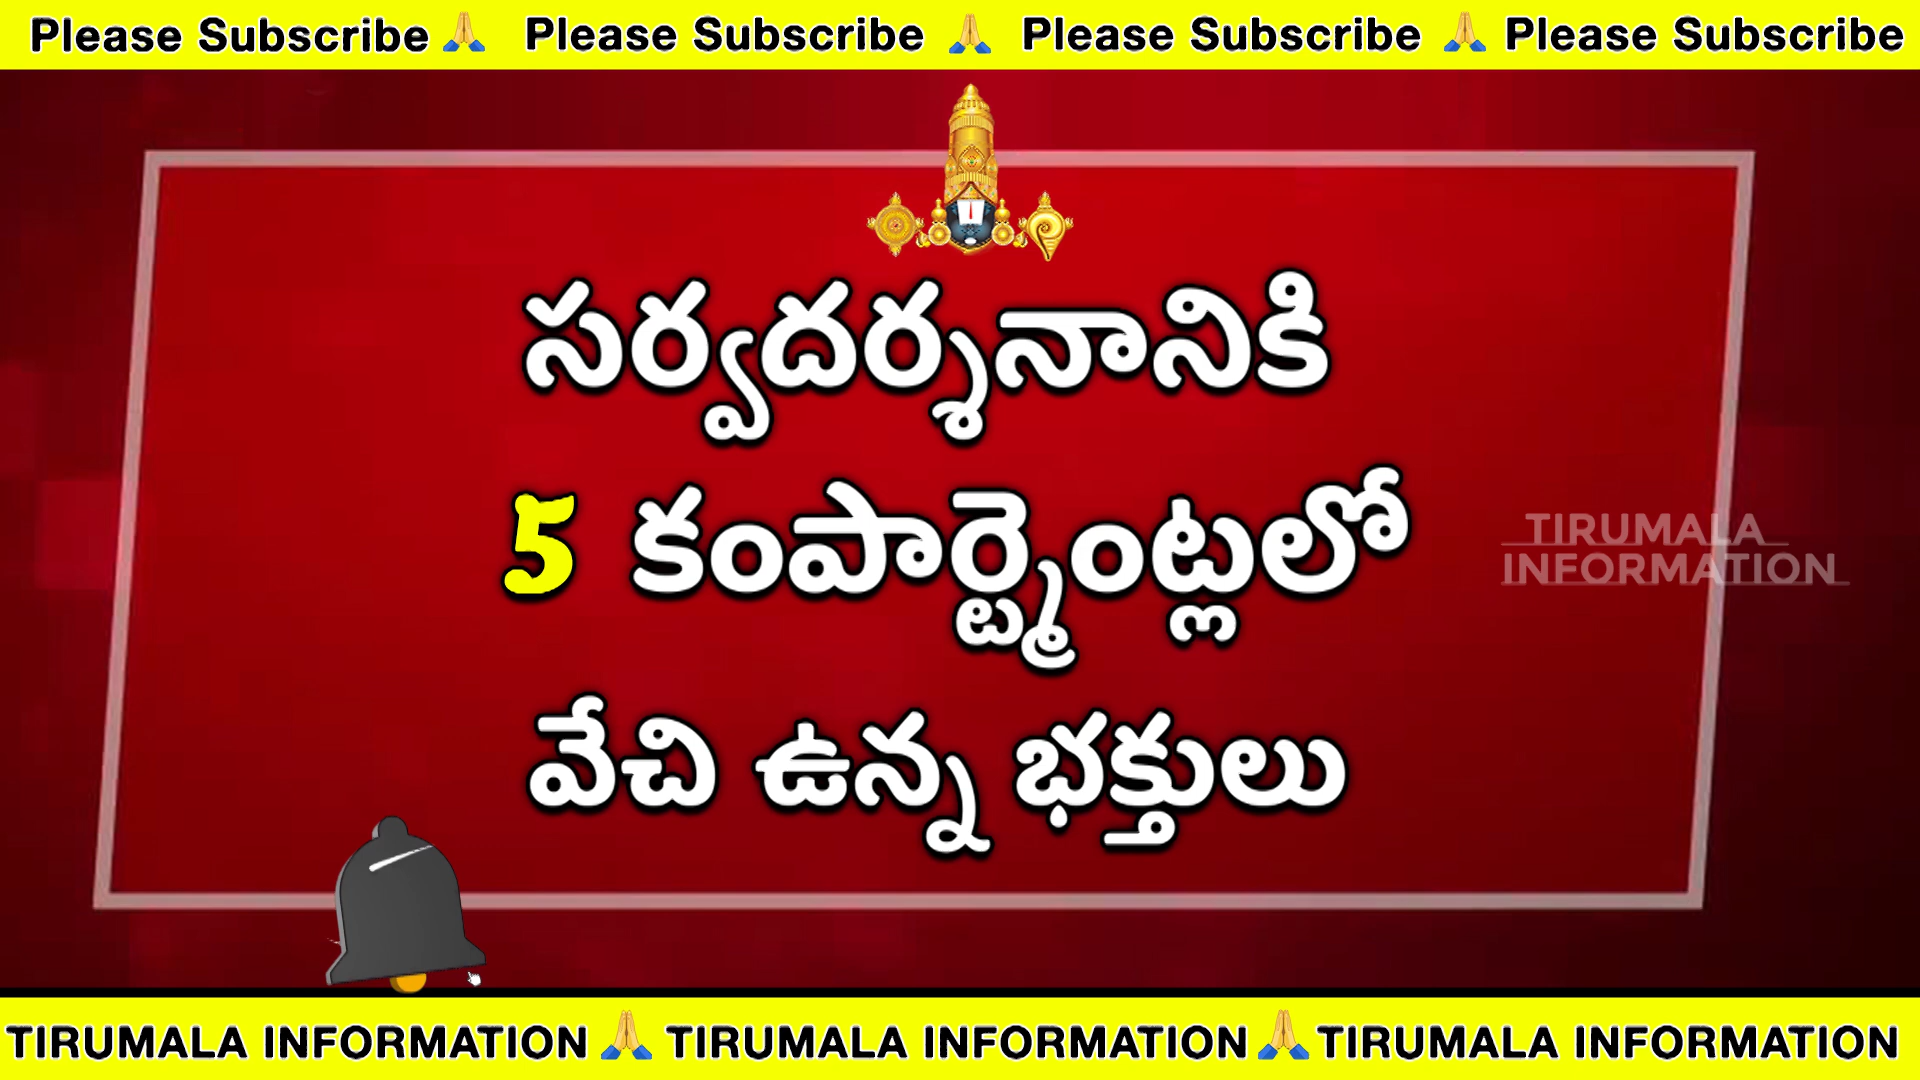 Please Subscribe🙏 Please Subscribe 🙏 Please Subscribe 🙏 Please Subscribe
సర్వదర్శనానికి
5 కంపార్ట్మెంట్లలో
TIRUMALA
INFORMATION
వేచి ఉన్న భక్తులు
TIRUMALA INFORMATION🙏 TIRUMALA INFORMATION🙏TIRUMALA INFORMATION